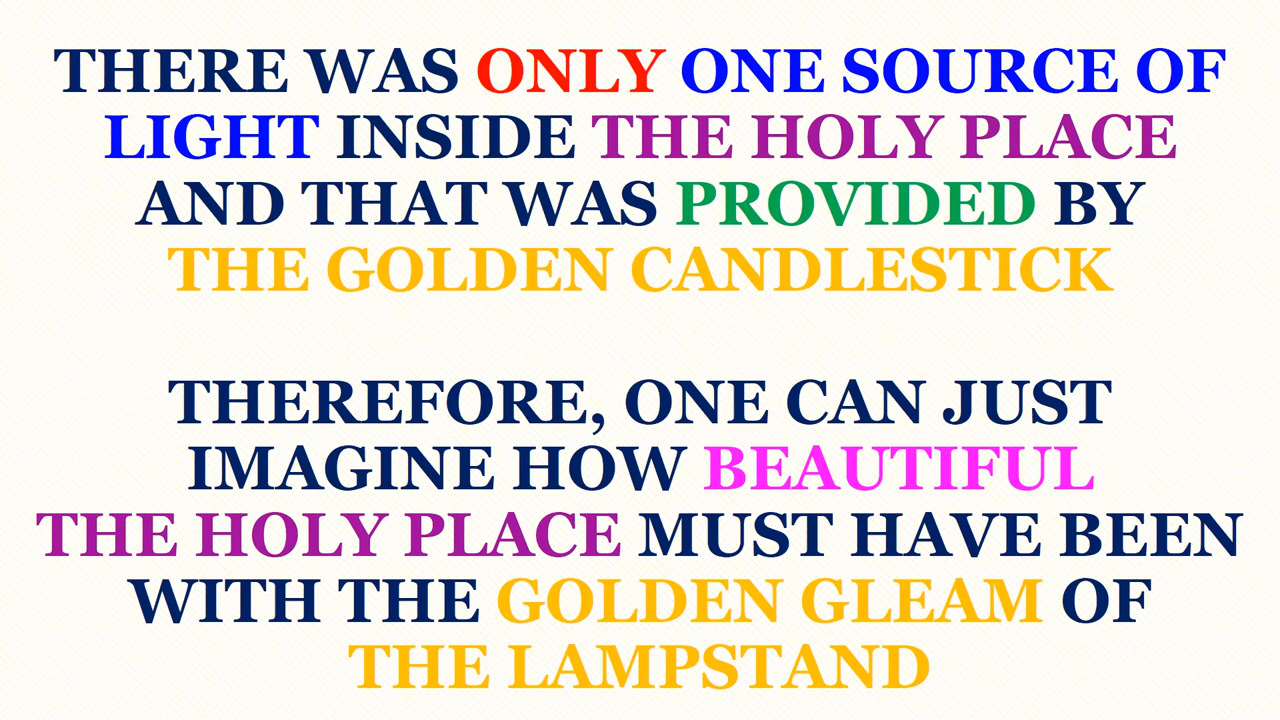 THERE WAS ONLY ONE SOURCE OF
LIGHT INSIDE THE HOLY PLACE
AND THAT WAS PROVIDED BY
THE GOLDEN CANDLESTICK
THEREFORE, ONE CAN JUST
IMAGINE HOW BEAUTIFUL
THE HOLY PLACE MUST HAVE BEEN
WITH THE GOLDEN GLEAM OF
THE LAMPSTAND